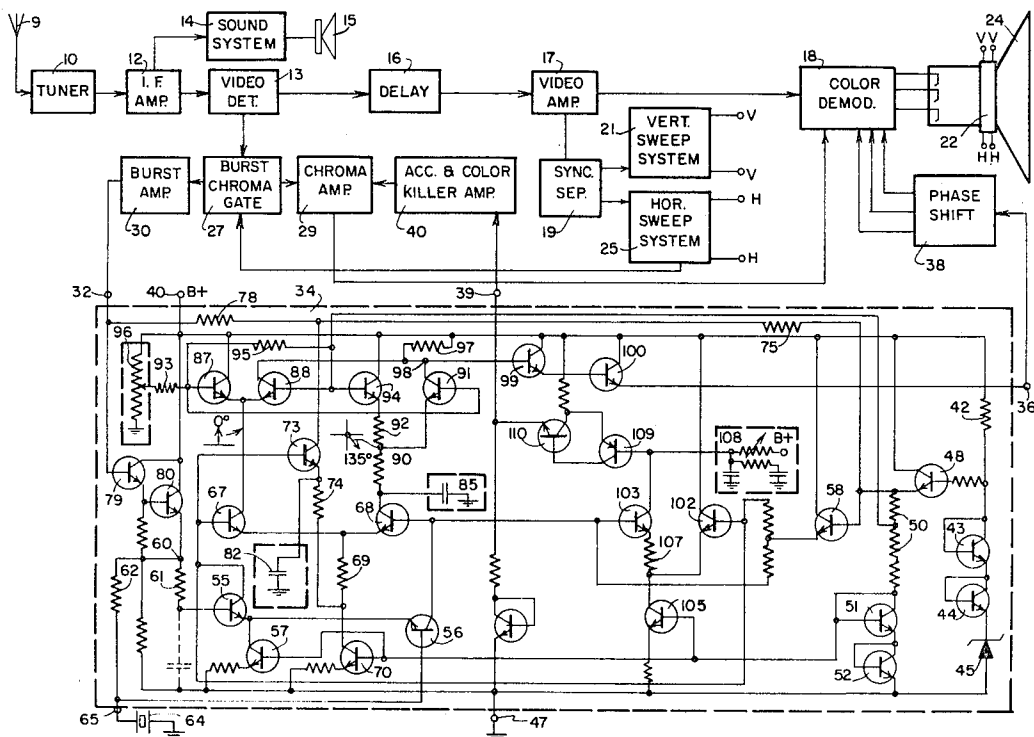 9
10
TUNER
12
I. F.
AMP.
14
SOUND
SYSTEM
15
13
VIDEO
DET.
16
DELAY
17
VIDEO
AMP.
18
COLOR
DEMOD.
24
V V
22
H H
21
VERT.
SWEEP
SYSTEM
V
V
19
SYNC.
SEP.
25
HOR.
SWEEP
SYSTEM
H
H
30
BURST
AMP.
27
BURST
CHROMA
GATE
29
CHROMA
AMP.
40
ACC. & COLOR
KILLER AMP.
38
PHASE
SHIFT
32
40 B+
78
34
39
96
93
95
87
88
98
97
94
91
99
100
75
36
42
0°
92
135°
90
110
109
108
B+
48
73
74
85
79
80
67
68
103
102
58
50
43
107
82
69
60
61
62
55
57
56
70
105
51
52
44
45
65
64
47